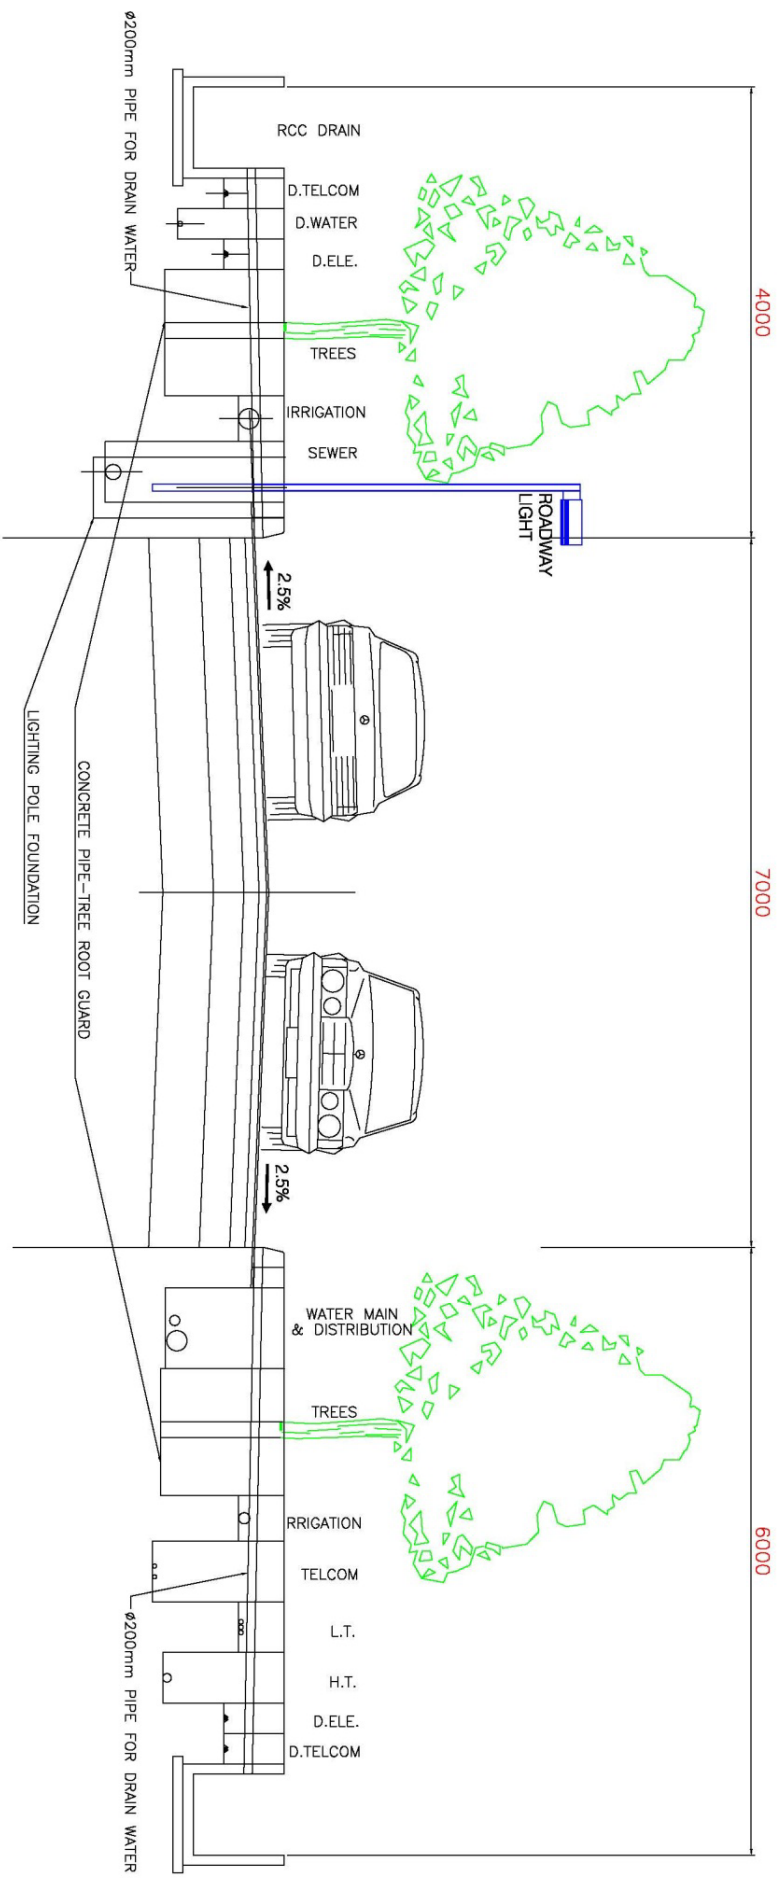 4000
7000
6000
ROADWAY
LIGHT
RCC DRAIN
D.TELCOM
D.WATER
D.ELE.
TREES
IRRIGATION
SEWER
2.5%
2.5%
WATER MAIN
& DISTRIBUTION
TREES
RRIGATION
TELCOM
L.T.
H.T.
D.ELE.
D.TELCOM
ø200mm PIPE FOR DRAIN WATER
CONCRETE PIPE-TREE ROOT GUARD
LIGHTING POLE FOUNDATION
ø200mm PIPE FOR DRAIN WATER